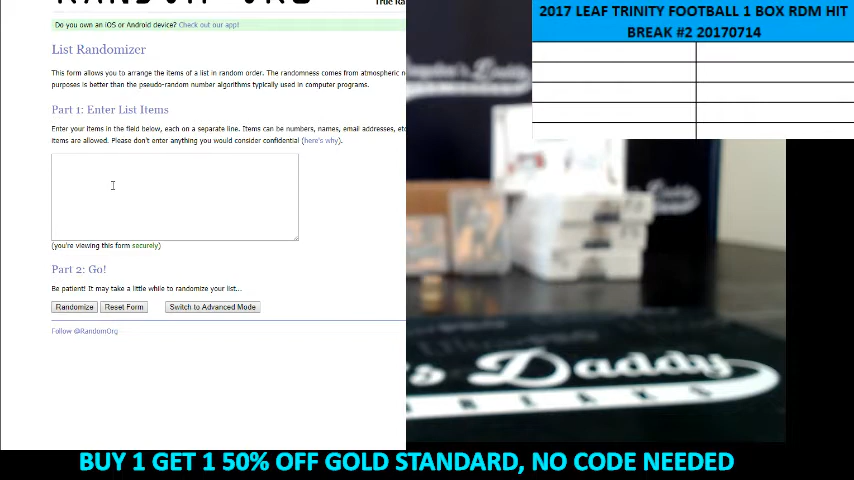 RANDOM ORG
True Ra
Do you own an iOS or Android device? Check out our app!
List Randomizer
This form allows you to arrange the items of a list in random order. The randomness comes from atmospheric n
purposes is better than the pseudo-random number algorithms typically used in computer programs.
Part 1: Enter List Items
Enter your items in the field below, each on a separate line. Items can be numbers, names, email addresses, etc
items are allowed. Please don't enter anything you would consider confidential (here's why).
(you're viewing this form securely)
Part 2: Go!
Be patient! It may take a little while to randomize your list...
Randomize Reset Form Switch to Advanced Mode
Follow @RandomOrg
2017 LEAF TRINITY FOOTBALL 1 BOX RDM HIT
BREAK #2 20170714
Daddy
Daddy
's Daddy
BREAKS
BUY 1 GET 1 50% OFF GOLD STANDARD, NO CODE NEEDED